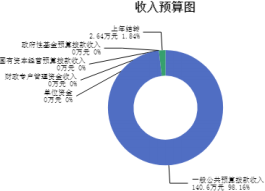 收入预算图
上年结转
2.64万元 1.84%
政府性基金预算拨款收入
0万元 0%
国有资本经营预算拨款收入
0万元 0%
财政专户管理资金收入
0万元 0%
单位资金
0万元 0%
一般公共预算拨款收入
140.6万元 98.16%